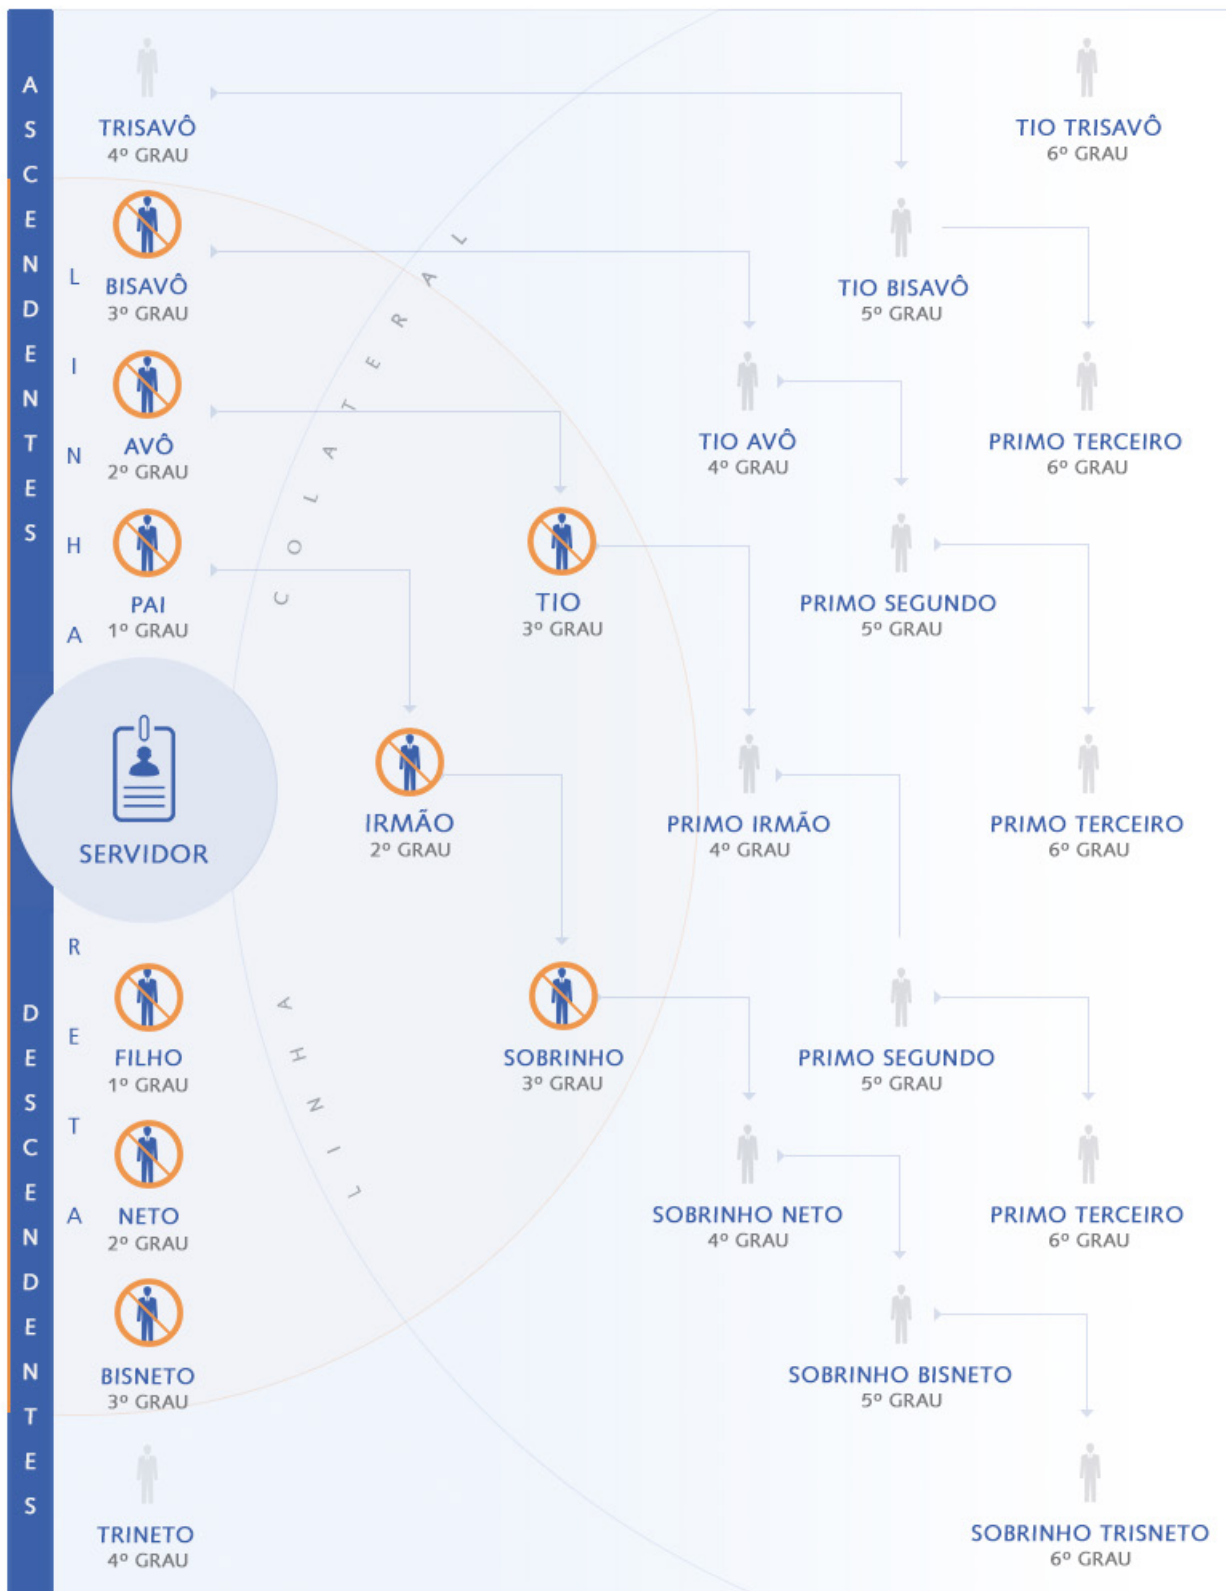 ASCENDENTES
DESCENDENTES
LINHA RETA
LINHA COLATERAL
TRISAVÔ
4º GRAU
TIO TRISAVÔ
6º GRAU
BISAVÔ
3º GRAU
TIO BISAVÔ
5º GRAU
AVÔ
2º GRAU
TIO AVÔ
4º GRAU
PRIMO TERCEIRO
6º GRAU
PAI
1º GRAU
TIO
3º GRAU
PRIMO SEGUNDO
5º GRAU
SERVIDOR
IRMÃO
2º GRAU
PRIMO IRMÃO
4º GRAU
PRIMO TERCEIRO
6º GRAU
FILHO
1º GRAU
SOBRINHO
3º GRAU
PRIMO SEGUNDO
5º GRAU
NETO
2º GRAU
SOBRINHO NETO
4º GRAU
PRIMO TERCEIRO
6º GRAU
BISNETO
3º GRAU
SOBRINHO BISNETO
5º GRAU
TRINETO
4º GRAU
SOBRINHO TRISNETO
6º GRAU